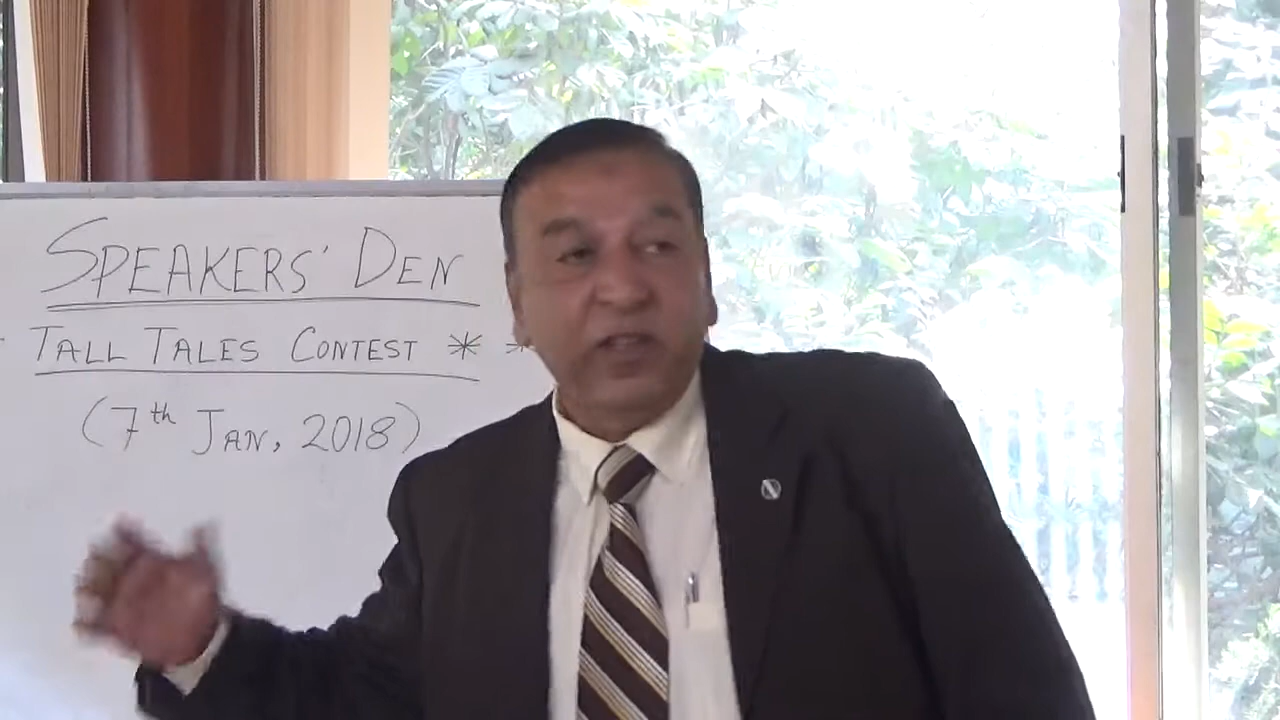 SPEAKERS' DEN
TALL TALES CONTEST * *
(7th JAN, 2018)